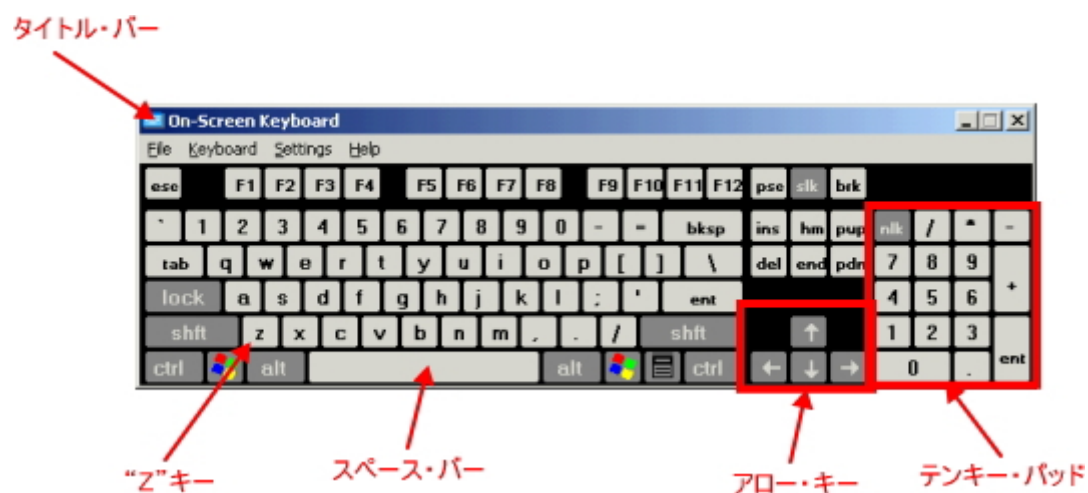 タイトル・バー
On-Screen Keyboard
File Keyboard Settings Help
esc F1 F2 F3 F4 F5 F6 F7 F8 F9 F10 F11 F12 psc slk brk
` 1 2 3 4 5 6 7 8 9 0 - = bksp ins hm pup nlk / * -
tab q w e r t y u i o p [ ] \ del end pdn 7 8 9 +
lock a s d f g h j k l ; ' ent 4 5 6
shft z x c v b n m , . / shft ↑ 1 2 3 ent
ctrl alt alt ctrl ← ↓ → 0 .
“Z”キー
スペース・バー
アロー・キー
テンキー・パッド